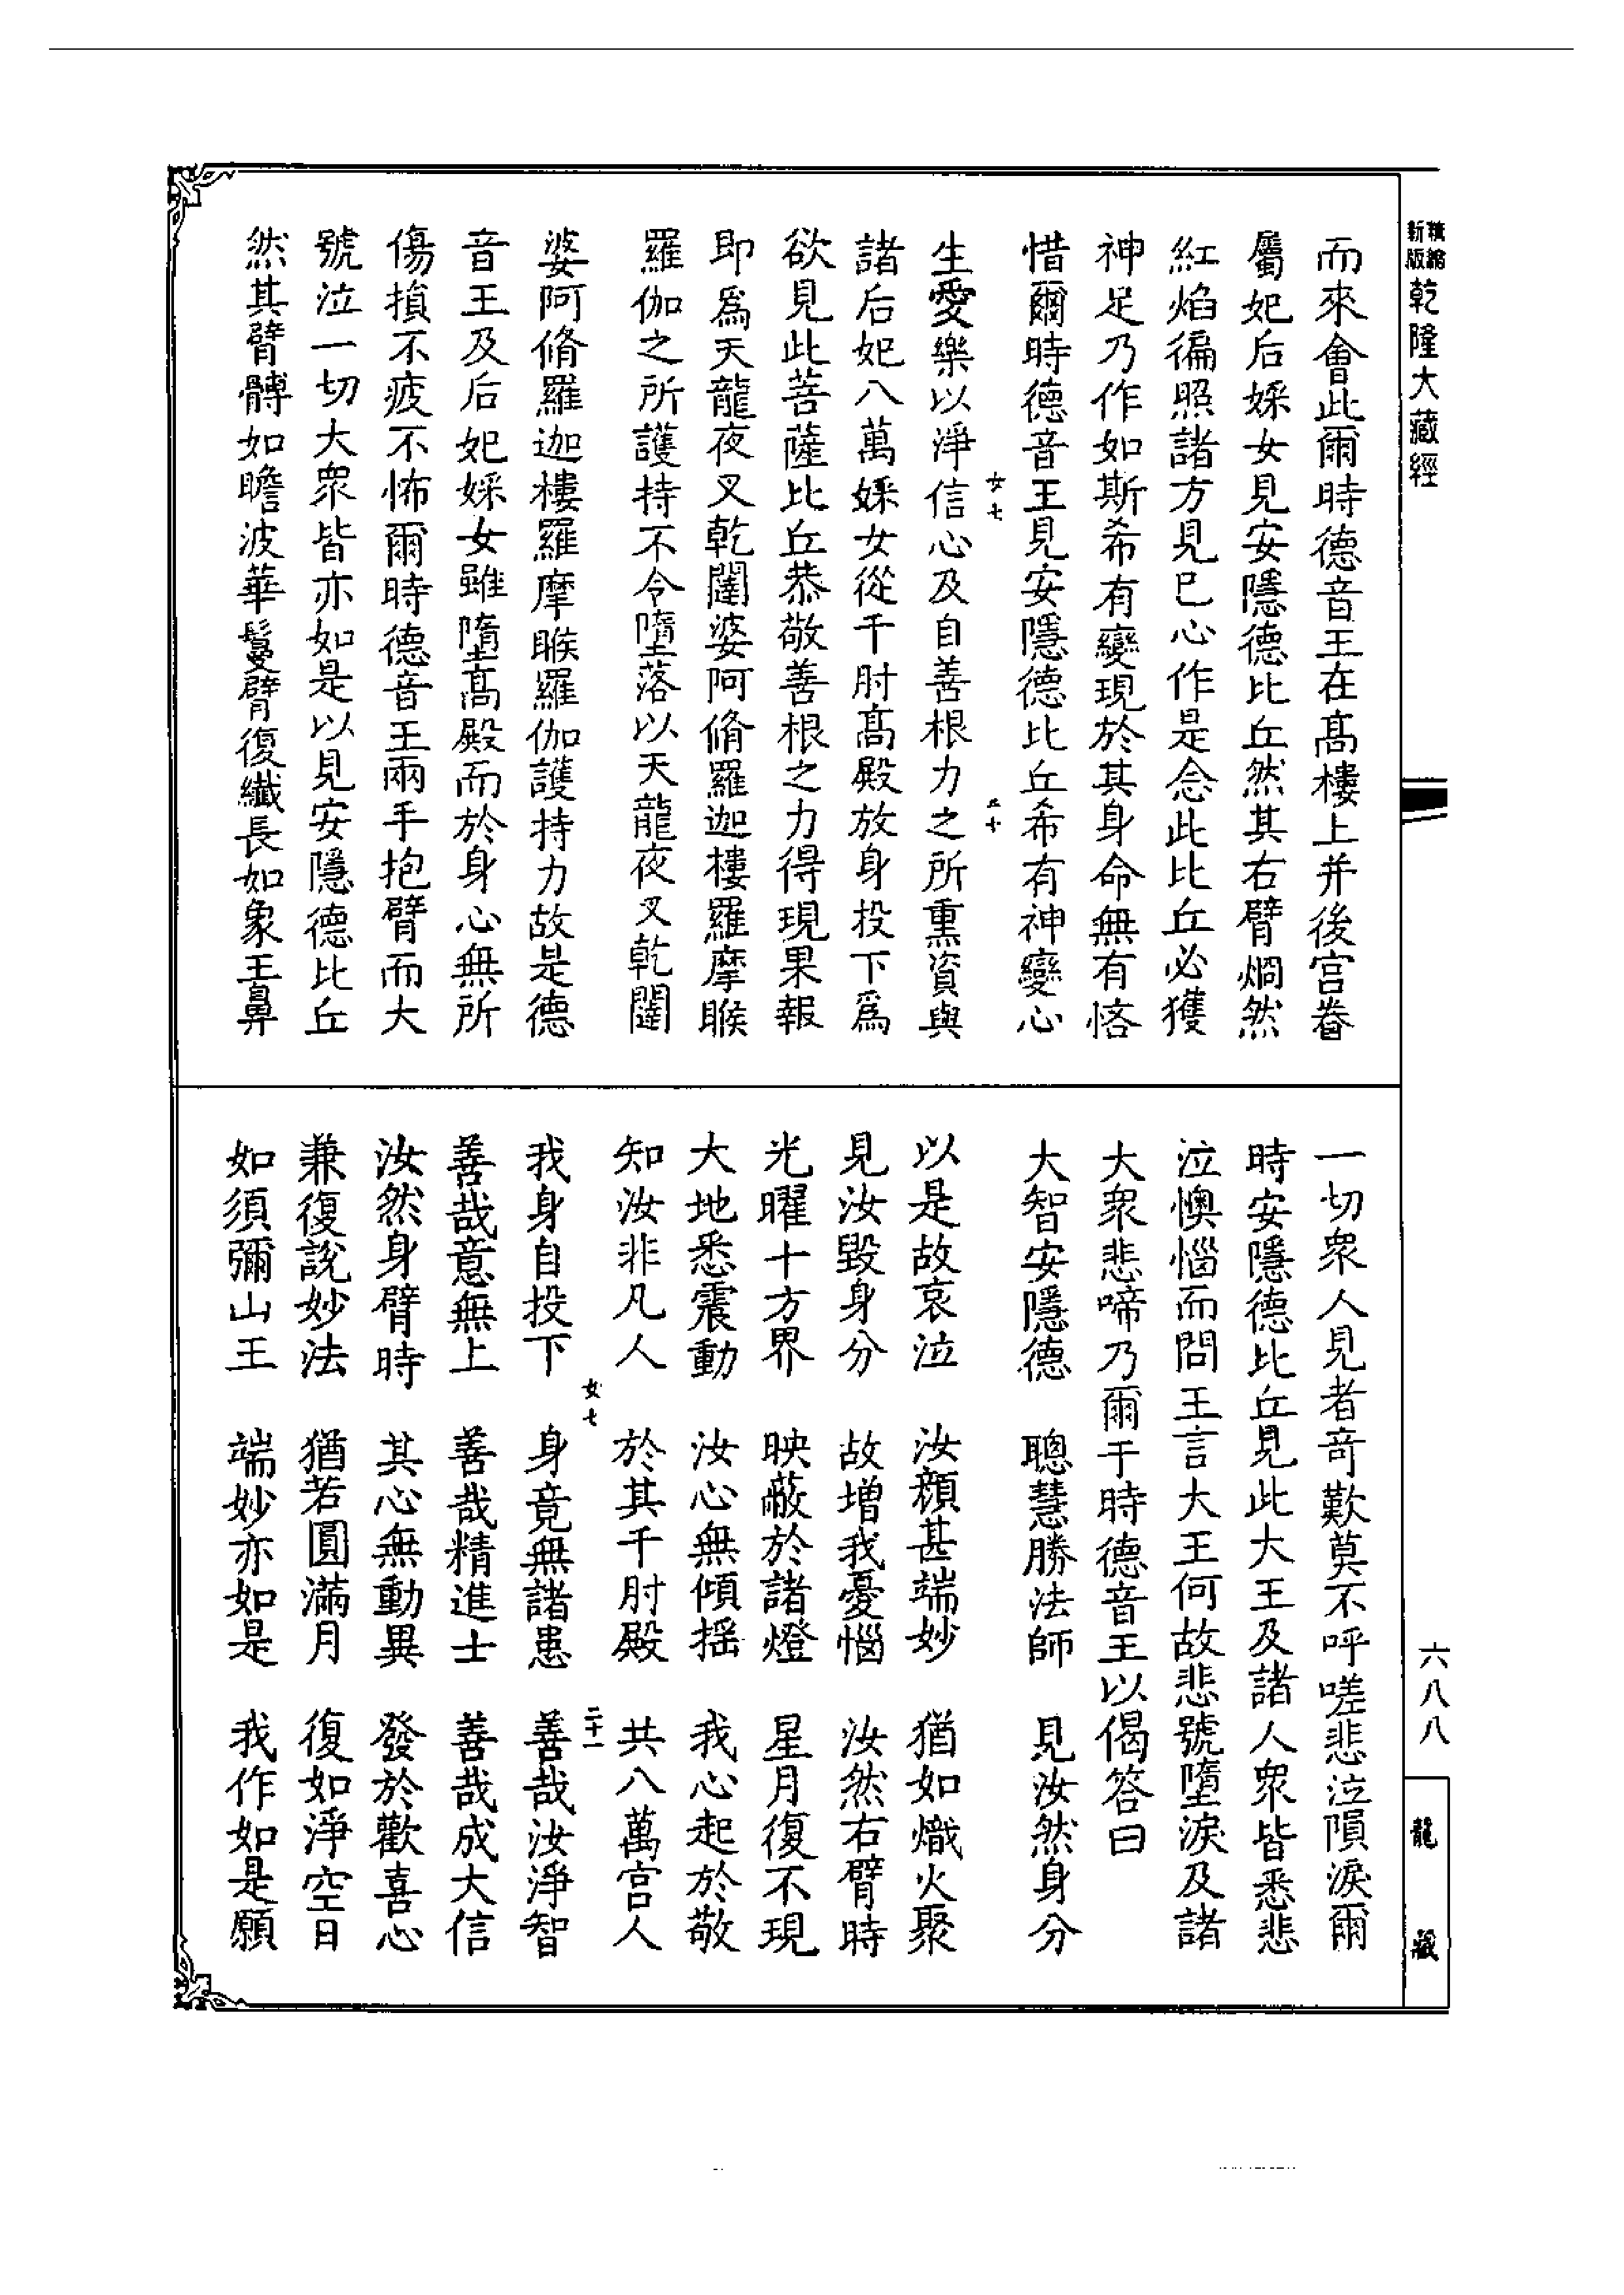 新版
乾隆大藏經
而來會此爾時德音王在髙樓上并後宫眷
屬妃后婇女見安隱德比丘然其右臂焰然
紅焰徧照諸方見已心作是念此比丘必獲
神足乃作如斯希有變現於其身命無有悋
惜爾時德音王見安隱德比丘希有神變心
女七
二十
生愛樂以淨信心及自善根力之所熏資與
諸后妃八萬婇女從千肘髙殿放身投下爲
欲見此菩薩比丘恭敬善根之力得現果報
即爲天龍夜叉乾闥婆阿脩羅迦樓羅摩睺
羅伽之所護持不令墮落以天龍夜叉乾闥
婆阿脩羅迦樓羅摩睺羅伽護持力故是德
音王及后妃婇女雖墮髙殿而於身心無所
傷損不疲不怖爾時德音王兩手抱臂而大
號泣一切大衆皆亦如是以見安隱德比丘
然其臂髆如瞻波華鬘臂復纖長如象王鼻
一切衆人見者奇歎莫不呼嗟悲泣隕淚爾
時安隱德比丘見此大王及諸人衆皆悉悲
泣懊惱而問王言大王何故悲號墮淚及諸
大衆悲啼乃爾于時德音王以偈答曰
大智安隱德　聰慧勝法師　見汝然身分
以是故哀泣　汝顏甚端妙　猶如熾火聚
見汝毀身分　故增我憂惱　汝然右臂時
光曜十方界　映蔽於諸燈　星月復不現
大地悉震動　汝心無傾揺　我心起於敬
知汝非凡人　於其千肘殿　共八萬宫人
女七
二十一
我身自投下　身竟無諸患　善哉汝淨智
善哉意無上　善哉精進士　善哉成大信
汝然身臂時　其心無動異　發於歡喜心
兼復說妙法　猶若圓滿月　復如淨空日
如須彌山王　端妙亦如是　我作如是願
六八八
龍藏